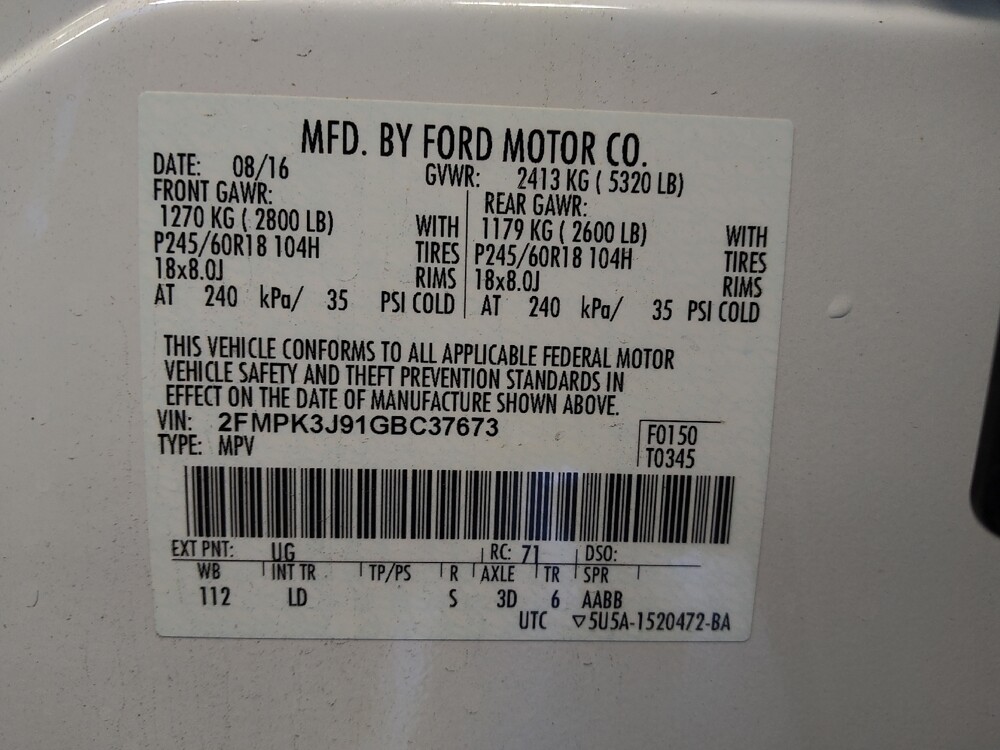 MFD. BY FORD MOTOR CO.
DATE: 08/16 GVWR: 2413 KG ( 5320 LB)
FRONT GAWR: REAR GAWR:
1270 KG ( 2800 LB) WITH 1179 KG ( 2600 LB) WITH
P245/60R18 104H TIRES P245/60R18 104H TIRES
18x8.0J RIMS 18x8.0J RIMS
AT 240 kPa/ 35 PSI COLD AT 240 kPa/ 35 PSI COLD
THIS VEHICLE CONFORMS TO ALL APPLICABLE FEDERAL MOTOR
VEHICLE SAFETY AND THEFT PREVENTION STANDARDS IN
EFFECT ON THE DATE OF MANUFACTURE SHOWN ABOVE.
VIN: 2FMPK3J91GBC37673 F0150
TYPE: MPV T0345
EXT PNT: UG RC: 71 DSO:
WB INT TR TP/PS R AXLE TR SPR
112 LD S 3D 6 AABB
UTC ▽5U5A-1520472-BA